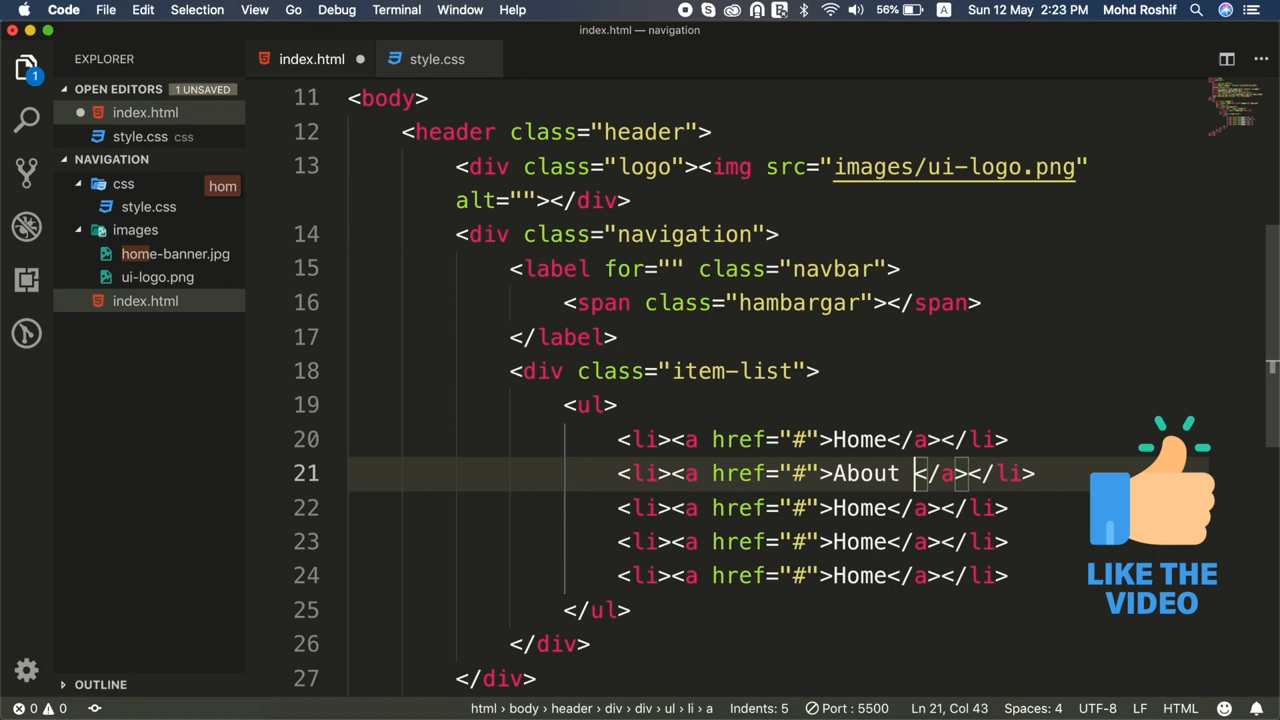 Code File Edit Selection View Go Debug Terminal Window Help 56% A Sun 12 May 2:23 PM Mohd Roshif
index.html — navigation
EXPLORER
index.html
style.css
OPEN EDITORS 1 UNSAVED
index.html
style.css css
NAVIGATION
css
hom
style.css
images
home-banner.jpg
ui-logo.png
index.html
OUTLINE
1
11 <body>
12 <header class="header">
13 <div class="logo"><img src="images/ui-logo.png"
alt=""></div>
14 <div class="navigation">
15 <label for="" class="navbar">
16 <span class="hambargar"></span>
17 </label>
18 <div class="item-list">
19 <ul>
20 <li><a href="#">Home</a></li>
21 <li><a href="#">About </a></li>
22 <li><a href="#">Home</a></li>
23 <li><a href="#">Home</a></li>
24 <li><a href="#">Home</a></li>
25 </ul>
26 </div>
27 </div>
LIKE THE
VIDEO
0 0 html › body › header › div › div › ul › li › a Indents: 5 Port : 5500 Ln 21, Col 43 Spaces: 4 UTF-8 LF HTML